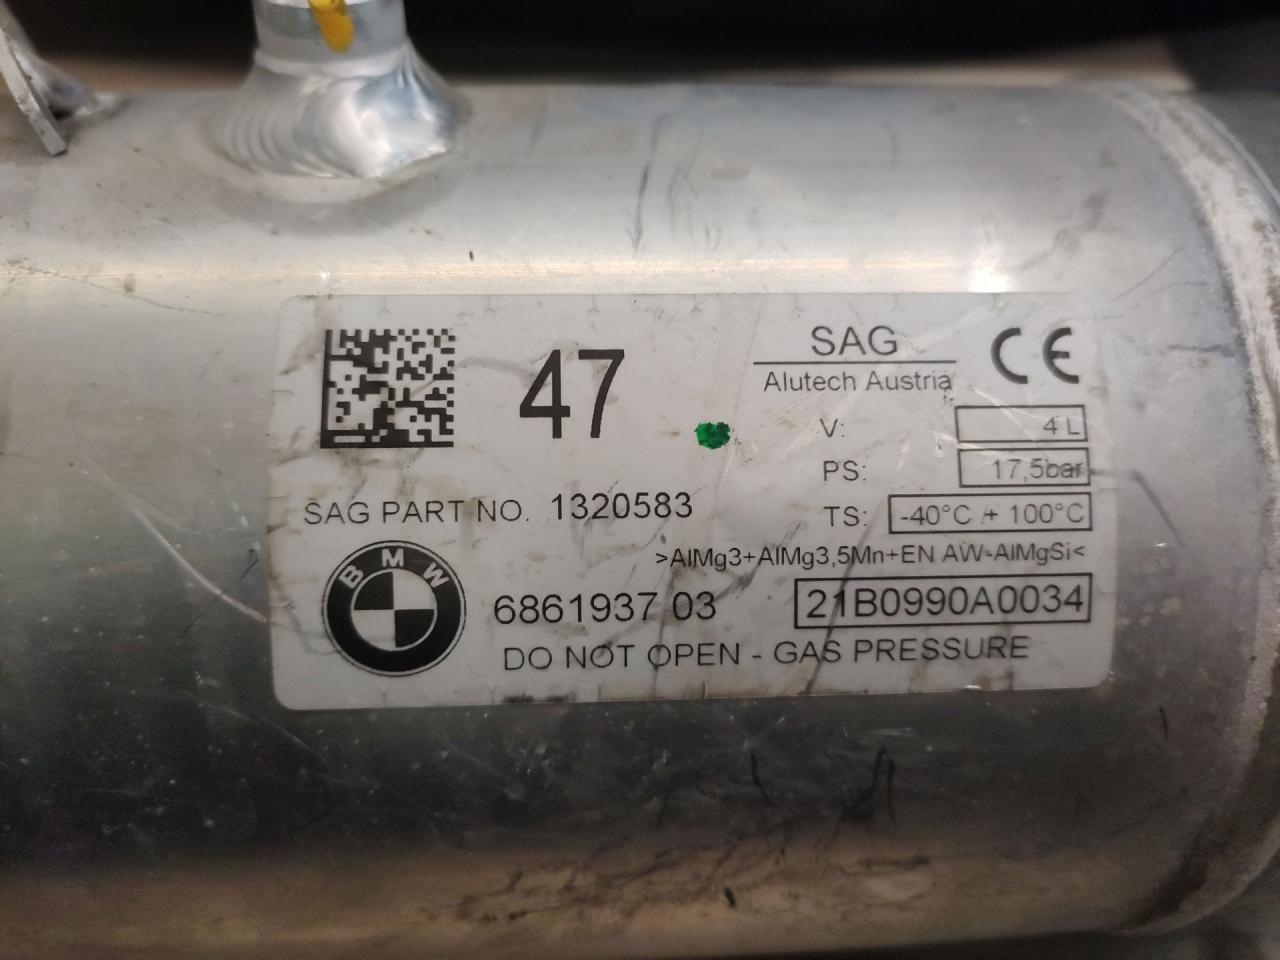 47
SAG
Alutech Austria
CE
V: 4 L
PS: 17,5bar
SAG PART NO. 1320583
TS: -40°C /+ 100°C
>AlMg3+AlMg3,5Mn+EN AW-AlMgSi<
BMW
6861937 03
21B0990A0034
DO NOT OPEN - GAS PRESSURE